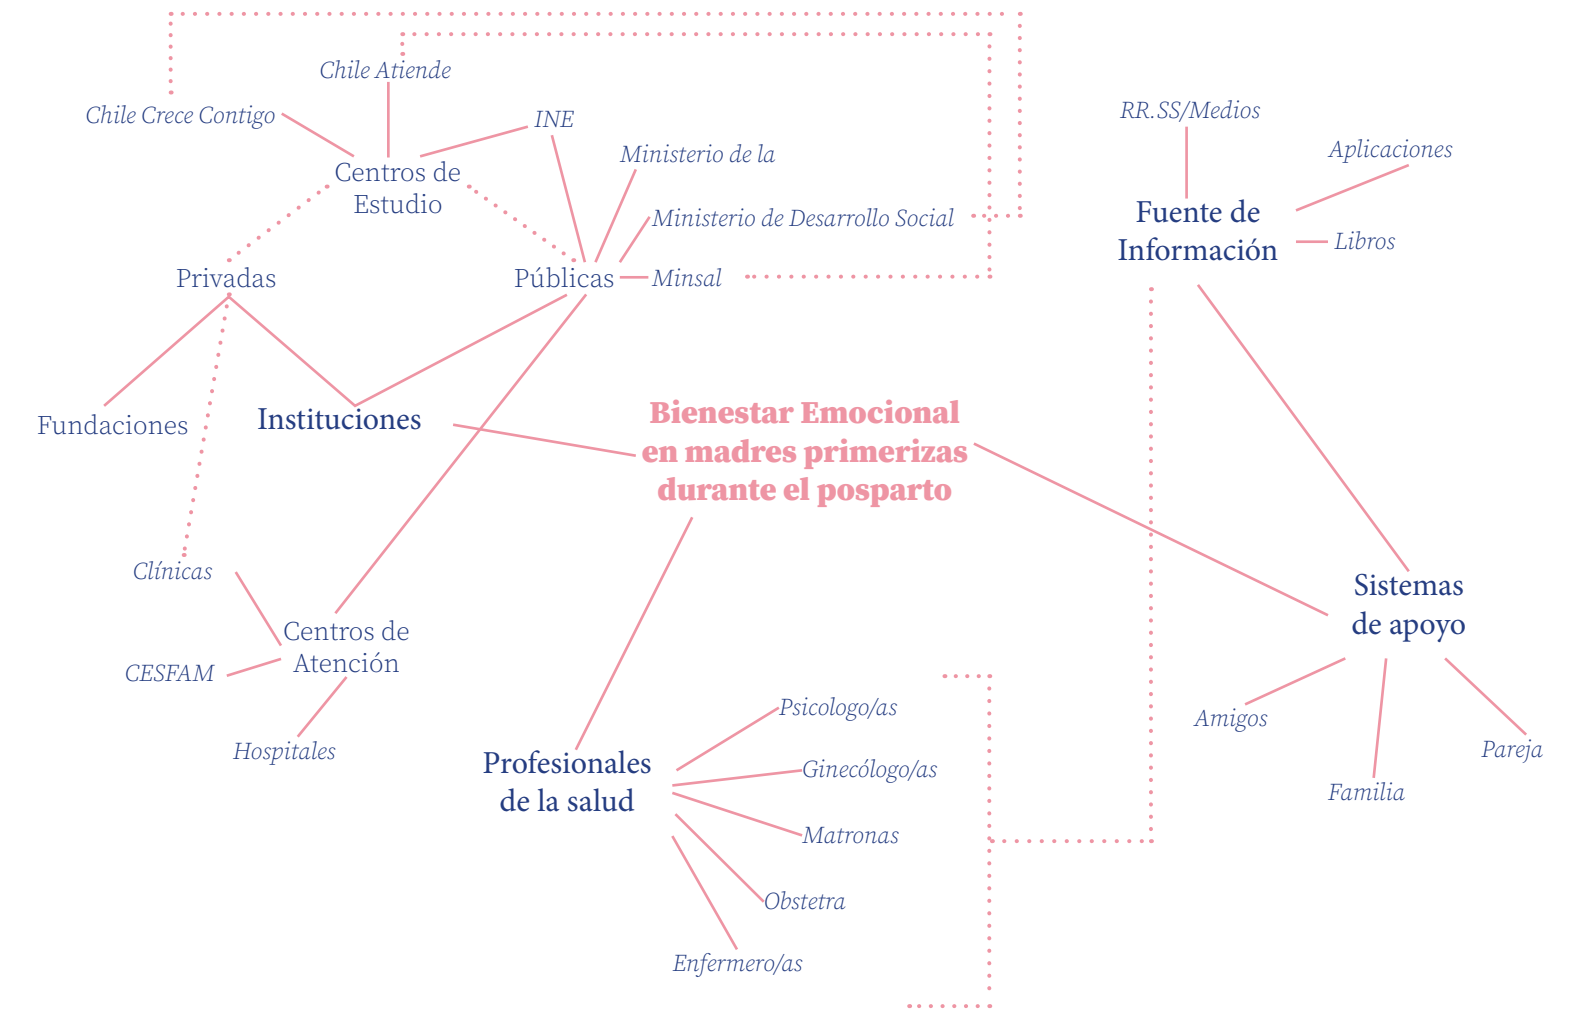 Chile Atiende
Chile Crece Contigo
INE
RR.SS/Medios
Ministerio de la
Aplicaciones
Centros de
Estudio
Ministerio de Desarrollo Social
Fuente de
Información
Libros
Privadas
Públicas
Minsal
Fundaciones
Instituciones
Bienestar Emocional
en madres primerizas
durante el posparto
Clínicas
Sistemas
de apoyo
Centros de
Atención
CESFAM
Hospitales
Amigos
Pareja
Familia
Profesionales
de la salud
Psicologo/as
Ginecólogo/as
Matronas
Obstetra
Enfermero/as